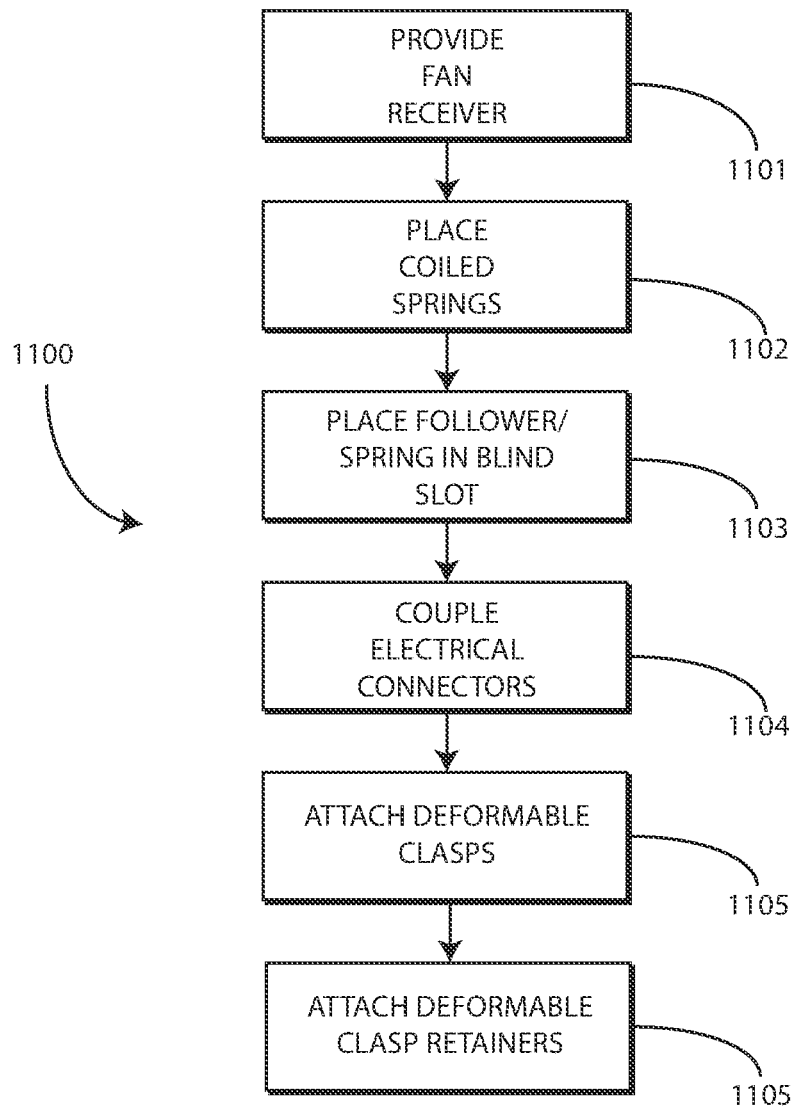 PROVIDE
FAN
RECEIVER
1101
PLACE
COILED
SPRINGS
1102
1100
PLACE FOLLOWER/
SPRING IN BLIND
SLOT
1103
COUPLE
ELECTRICAL
CONNECTORS
1104
ATTACH DEFORMABLE
CLASPS
1105
ATTACH DEFORMABLE
CLASP RETAINERS
1105